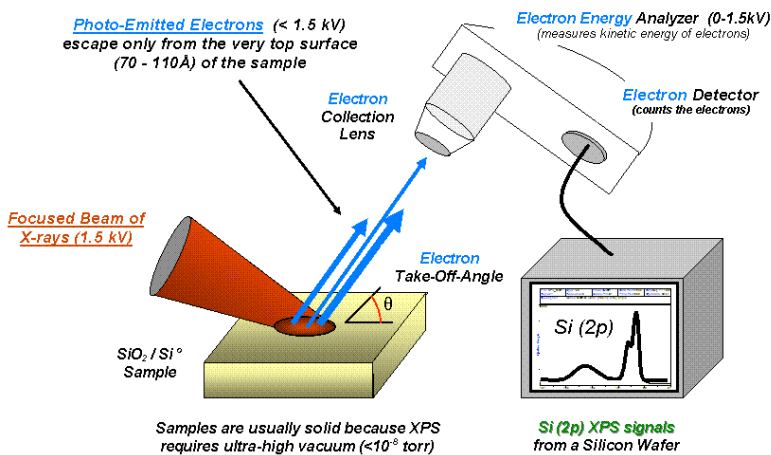 Photo-Emitted Electrons (< 1.5 kV)
escape only from the very top surface
(70 - 110Å) of the sample
Electron Energy Analyzer (0-1.5kV)
(measures kinetic energy of electrons)
Electron
Collection
Lens
Electron Detector
(counts the electrons)
Focused Beam of
X-rays (1.5 kV)
Electron
Take-Off-Angle
θ
Si (2p)
SiO₂ / Si°
Sample
Samples are usually solid because XPS
requires ultra-high vacuum (<10⁻⁸ torr)
Si (2p) XPS signals
from a Silicon Wafer